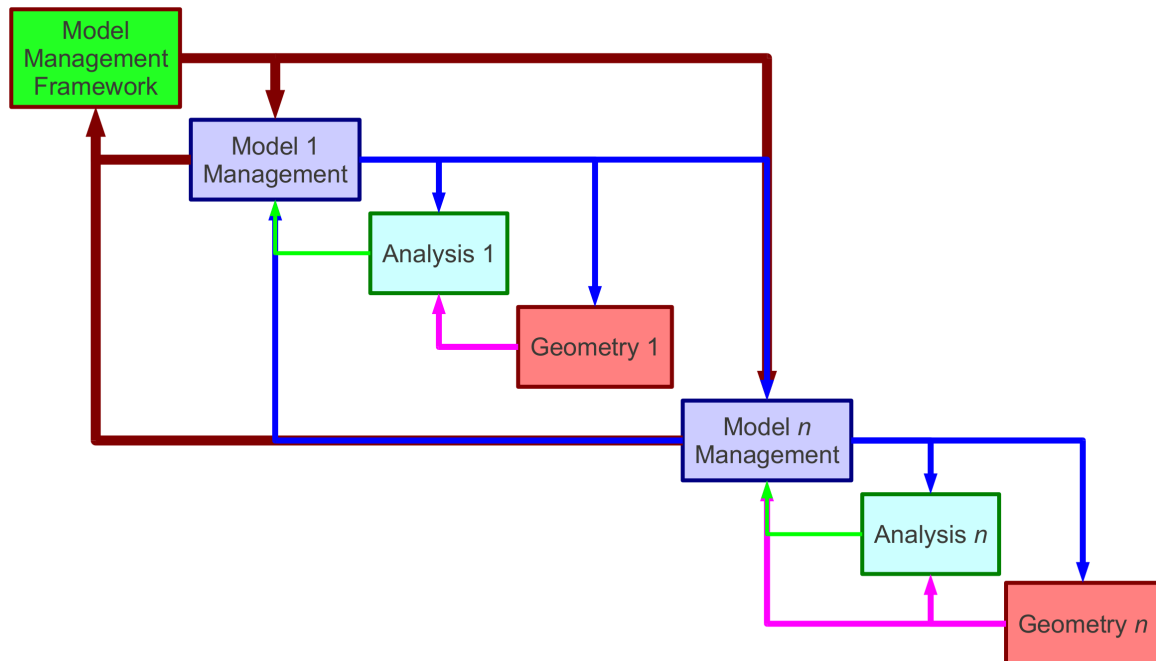 Model
Management
Framework
Model 1
Management
Analysis 1
Geometry 1
Model n
Management
Analysis n
Geometry n